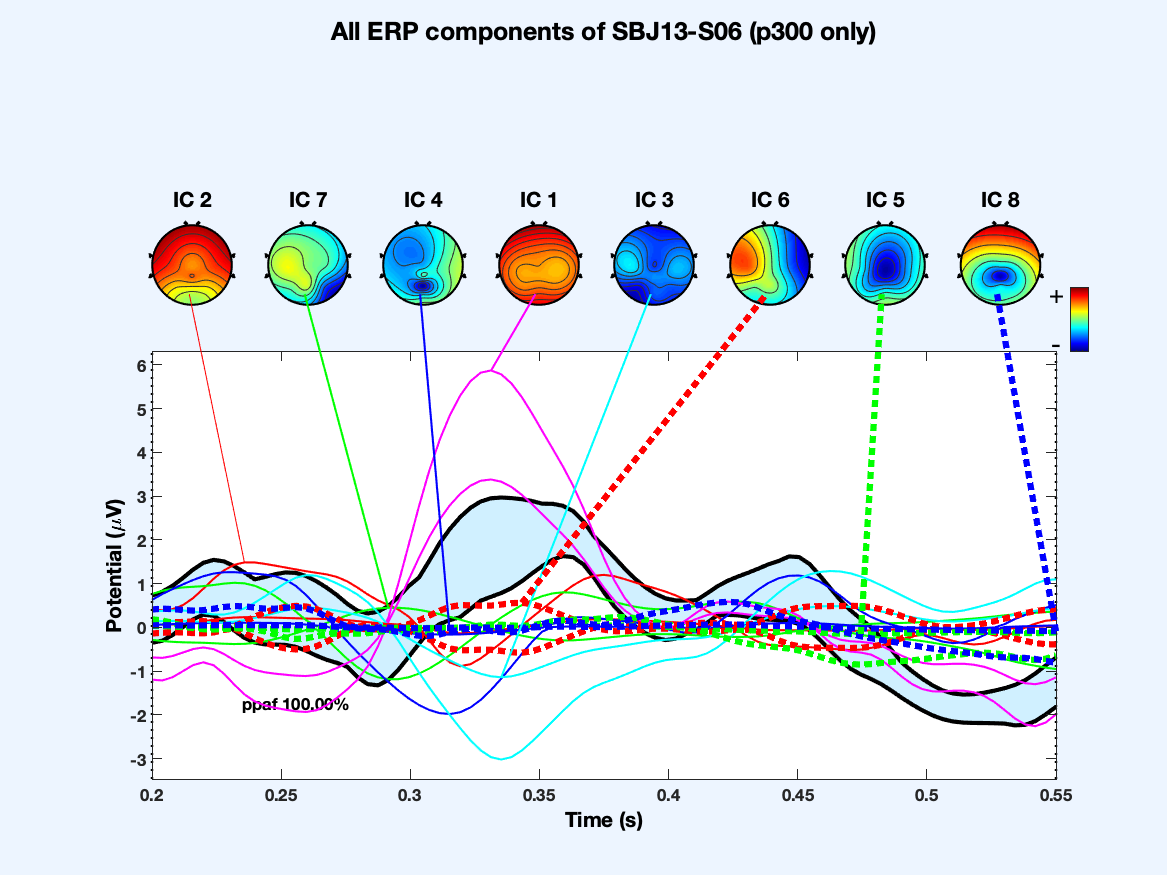 All ERP components of SBJ13-S06 (p300 only)
IC 2 IC 7 IC 4 IC 1 IC 3 IC 6 IC 5 IC 8
+
-
6
5
4
3
2
1
0
-1
-2
-3
Potential (μV)
ppaf 100.00%
0.2 0.25 0.3 0.35 0.4 0.45 0.5 0.55
Time (s)